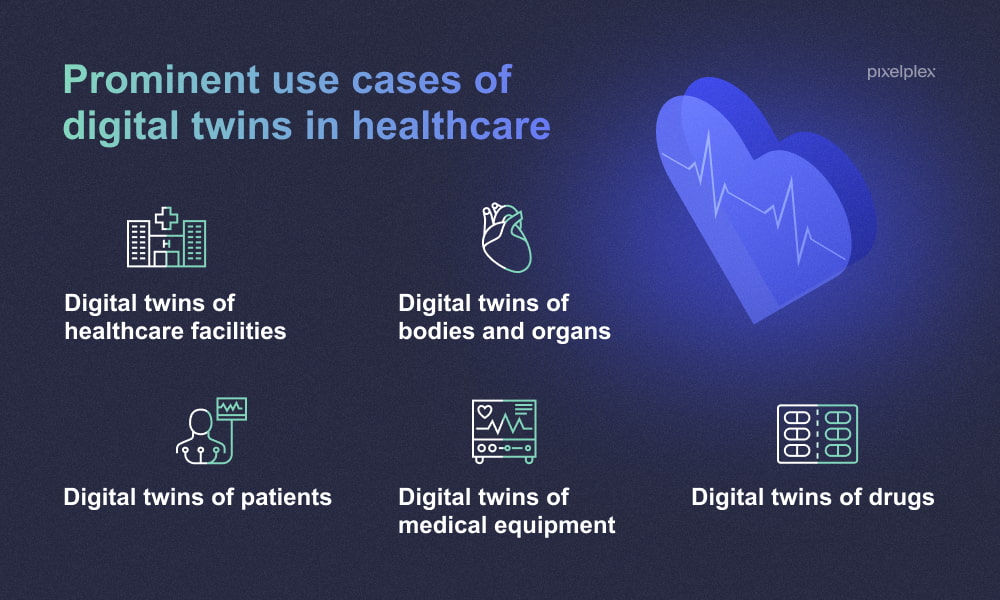 Prominent use cases of
digital twins in healthcare
pixelplex
H
Digital twins of
healthcare facilities
Digital twins of
bodies and organs
Digital twins of patients
Digital twins of
medical equipment
Digital twins of drugs